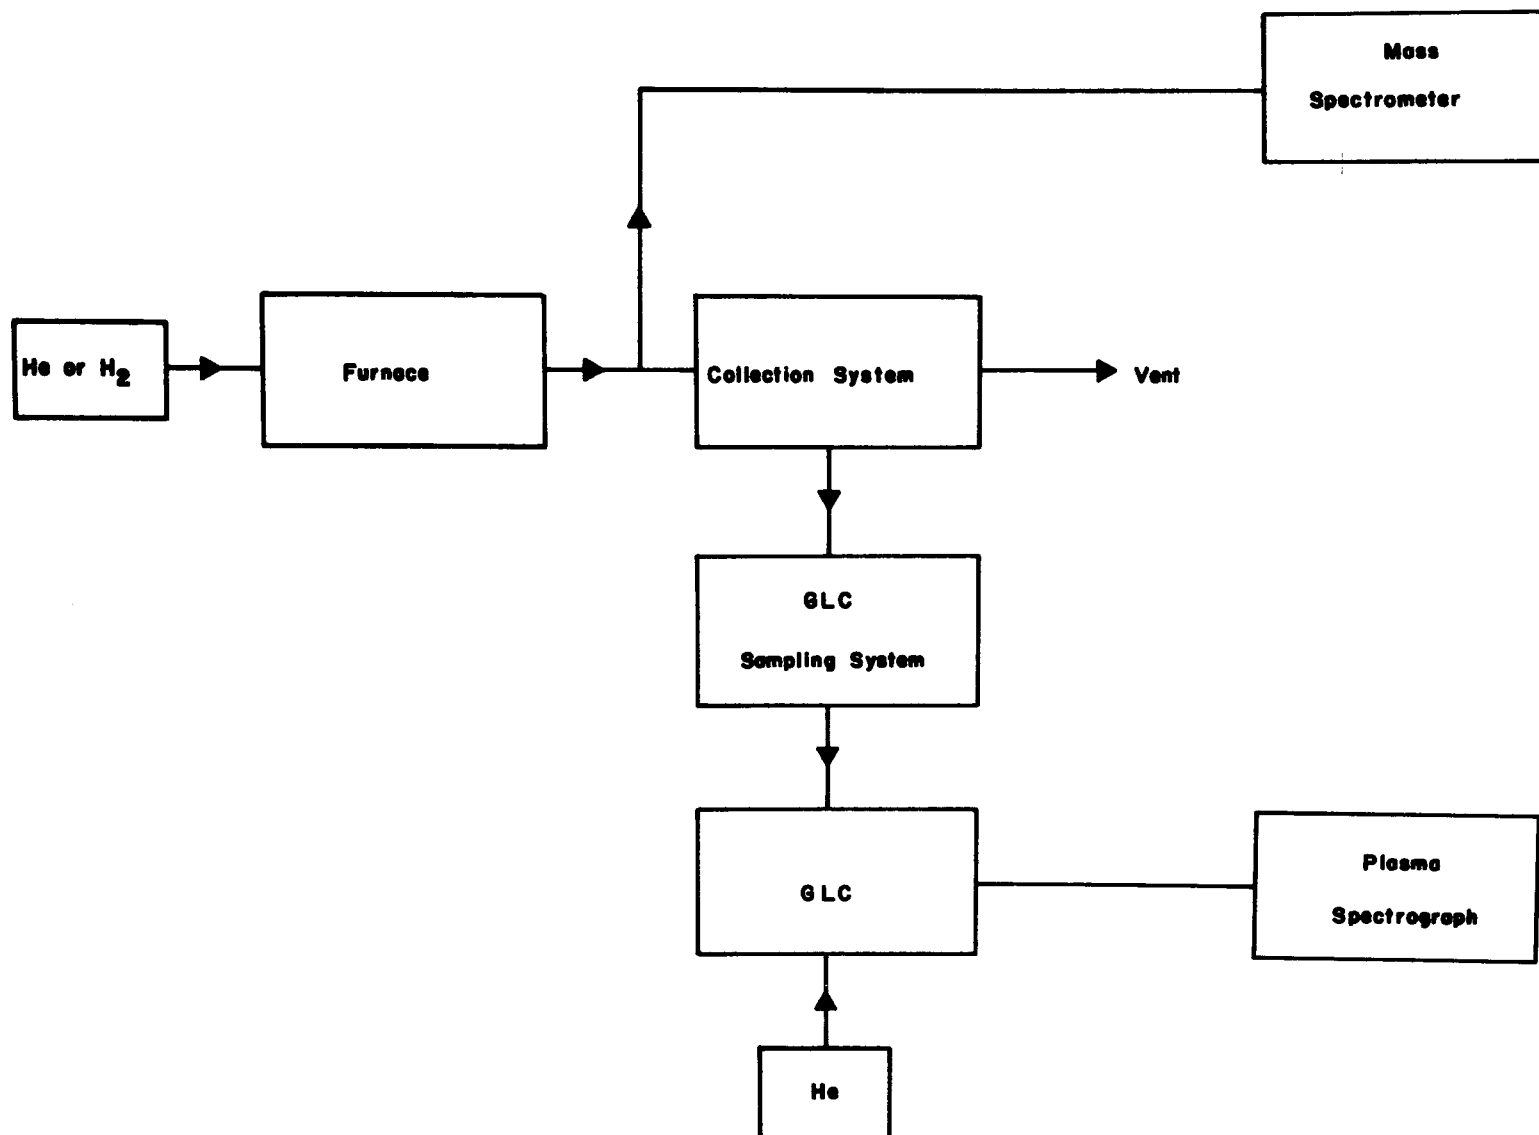 Mass
Spectrometer
He or H₂
Furnace
Collection System
Vent
GLC
Sampling System
GLC
Plasma
Spectrograph
He